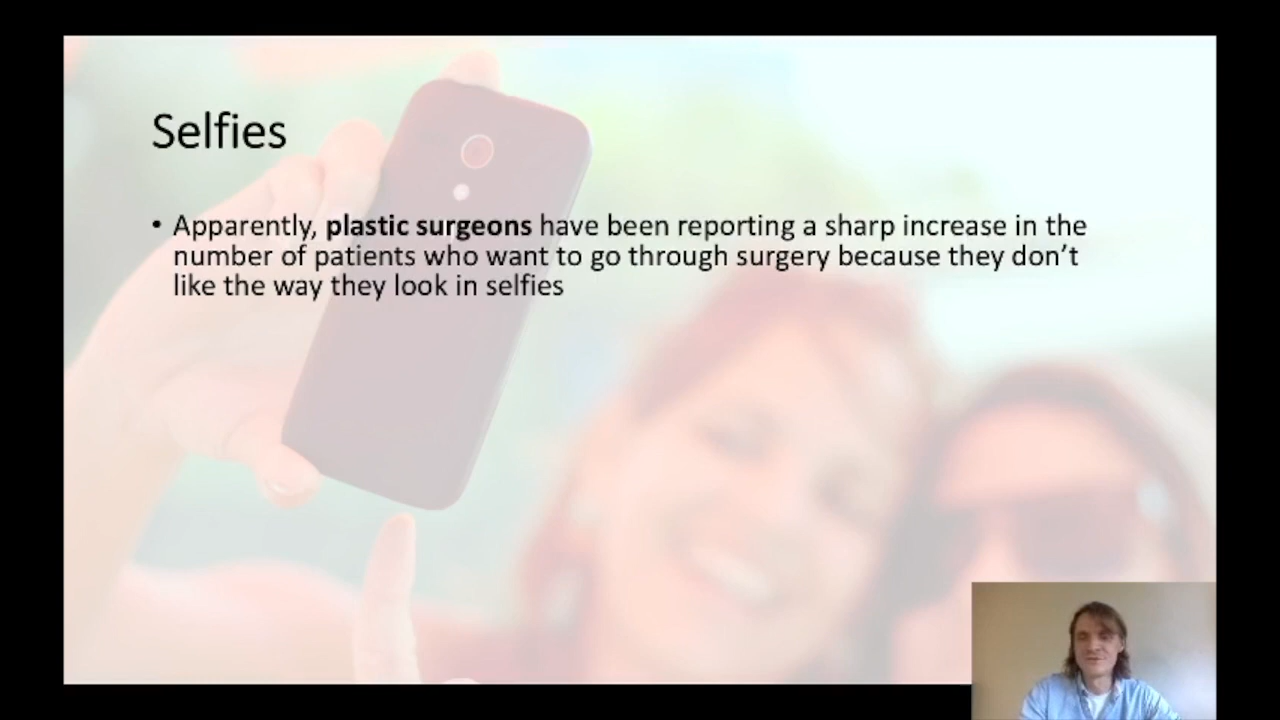 Selfies
• Apparently, plastic surgeons have been reporting a sharp increase in the
number of patients who want to go through surgery because they don’t
like the way they look in selfies